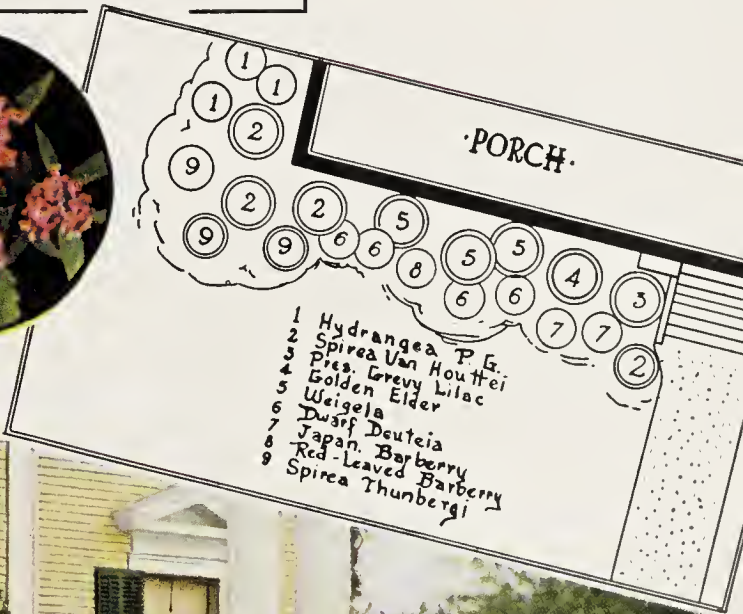 ·PORCH·
1
1
1
2
9
2
2
5
5
9
9
6
6
5
4
8
6
6
3
7
7
2
1 Hydrangea P. G.
2 Spirea Van Houttei
3 Pres. Grevy Lilac
4 Golden Elder
5 Weigela
6 Dwarf Deuteia
7 Japan. Barberry
8 Red-Leaved Barberry
9 Spirea Thunbergi